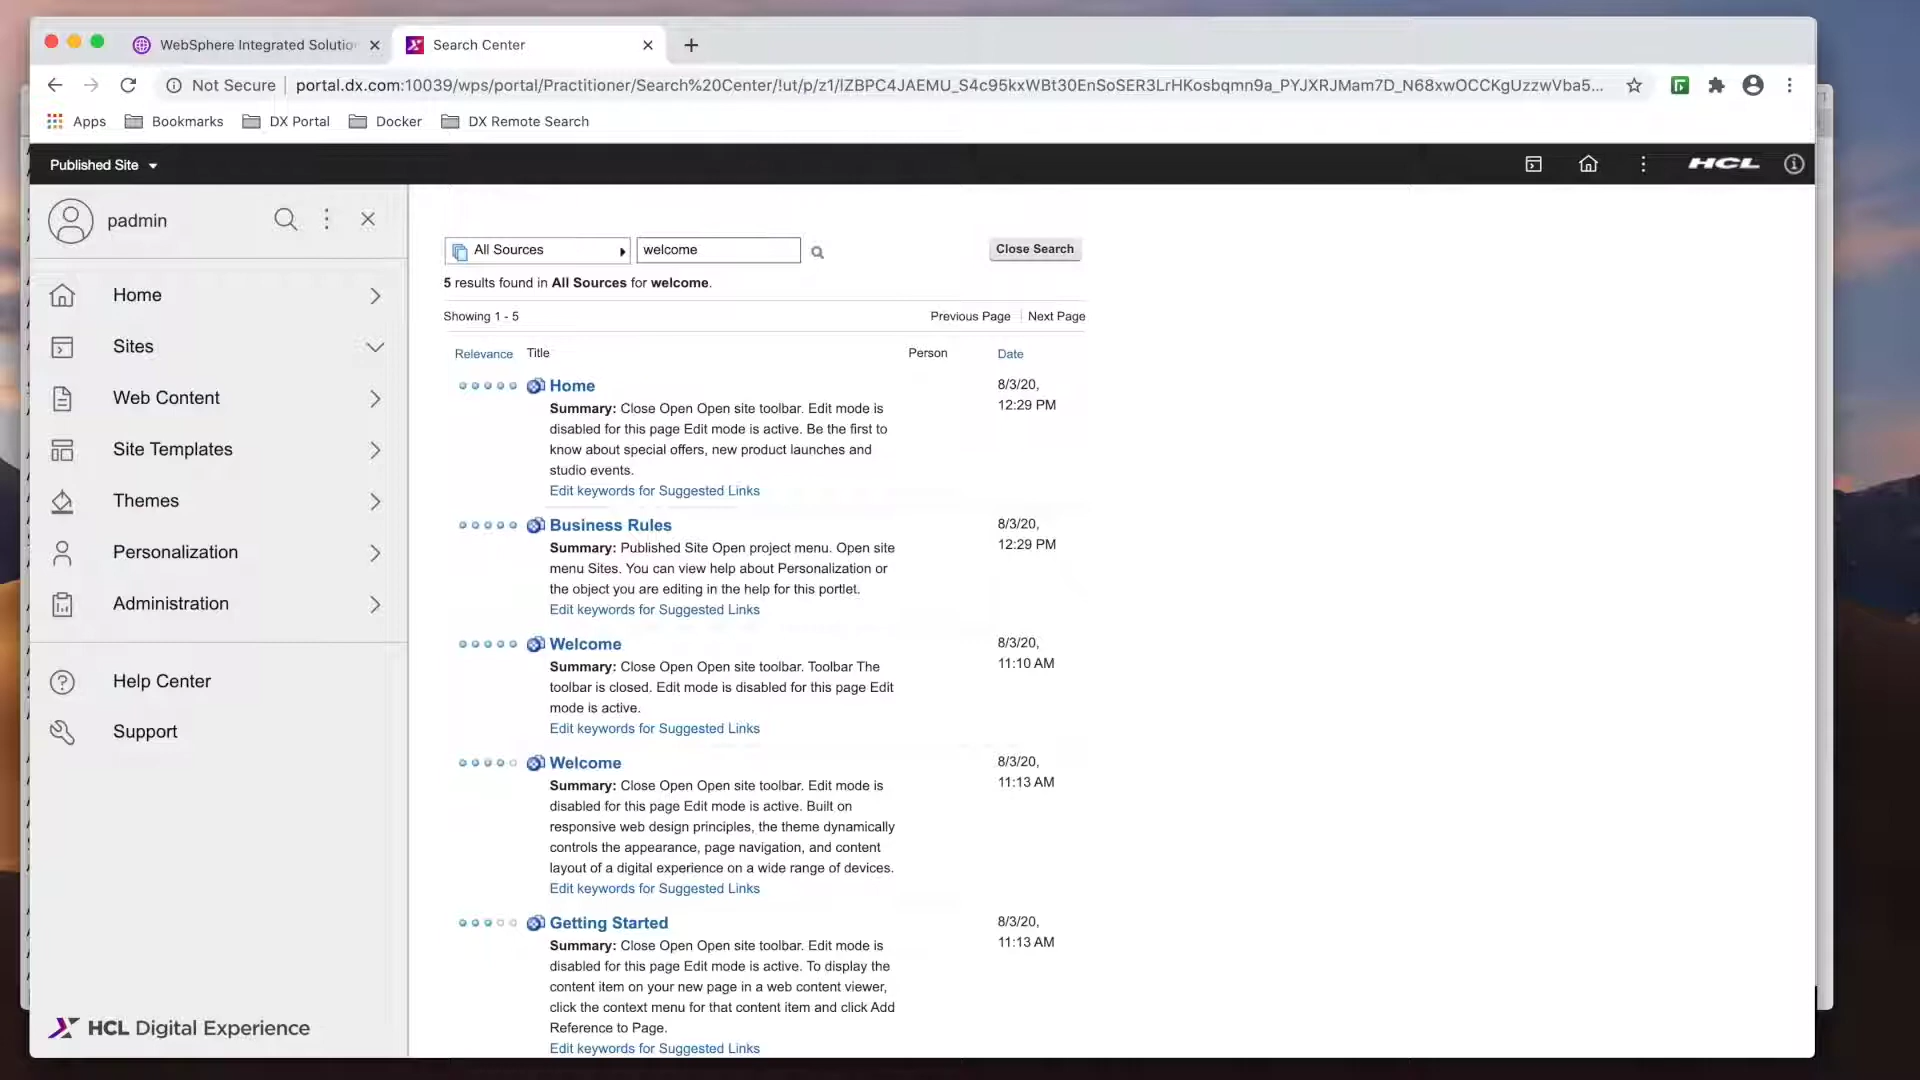 WebSphere Integrated Solutio
Search Center
Not Secure
portal.dx.com:10039/wps/portal/Practitioner/Search%20Center/!ut/p/z1/lZBPC4JAEMU_S4c95kxWBt30EnSoSER3LrHKosbqmn9a_PYJXRJMam7D_N68xwOCCKgUzzwVba5...
Apps
Bookmarks
DX Portal
Docker
DX Remote Search
Published Site
HCL
padmin
Home
Sites
Web Content
Site Templates
Themes
Personalization
Administration
Help Center
Support
HCL Digital Experience
All Sources
welcome
Close Search
5 results found in All Sources for welcome.
Showing 1 - 5
Previous Page
Next Page
Relevance
Title
Person
Date
Home
8/3/20,
12:29 PM
Summary: Close Open Open site toolbar. Edit mode is
disabled for this page Edit mode is active. Be the first to
know about special offers, new product launches and
studio events.
Edit keywords for Suggested Links
Business Rules
8/3/20,
12:29 PM
Summary: Published Site Open project menu. Open site
menu Sites. You can view help about Personalization or
the object you are editing in the help for this portlet.
Edit keywords for Suggested Links
Welcome
8/3/20,
11:10 AM
Summary: Close Open Open site toolbar. Toolbar The
toolbar is closed. Edit mode is disabled for this page Edit
mode is active.
Edit keywords for Suggested Links
Welcome
8/3/20,
11:13 AM
Summary: Close Open Open site toolbar. Edit mode is
disabled for this page Edit mode is active. Built on
responsive web design principles, the theme dynamically
controls the appearance, page navigation, and content
layout of a digital experience on a wide range of devices.
Edit keywords for Suggested Links
Getting Started
8/3/20,
11:13 AM
Summary: Close Open Open site toolbar. Edit mode is
disabled for this page Edit mode is active. To display the
content item on your new page in a web content viewer,
click the context menu for that content item and click Add
Reference to Page.
Edit keywords for Suggested Links